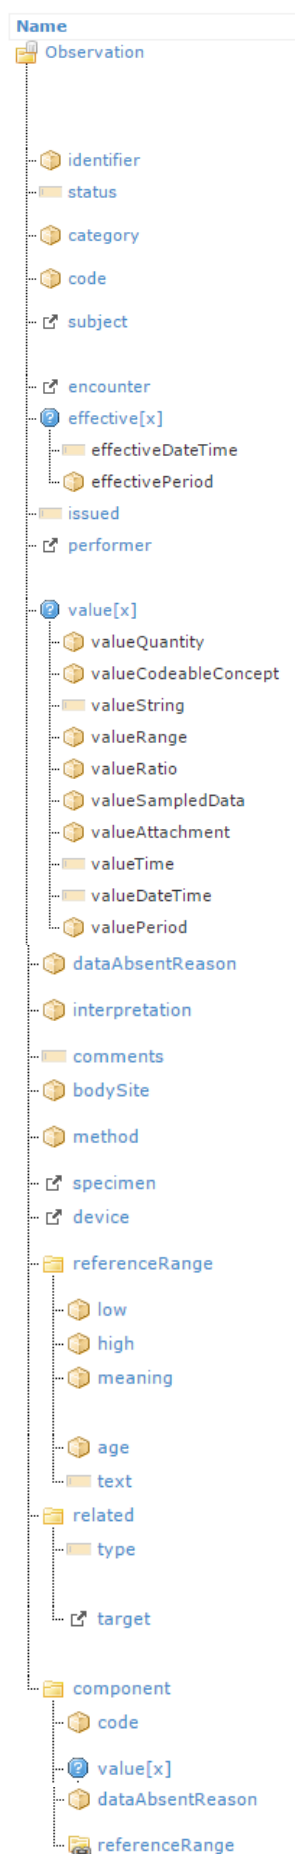 Name
Observation
identifier
status
category
code
subject
encounter
effective[x]
effectiveDateTime
effectivePeriod
issued
performer
value[x]
valueQuantity
valueCodeableConcept
valueString
valueRange
valueRatio
valueSampledData
valueAttachment
valueTime
valueDateTime
valuePeriod
dataAbsentReason
interpretation
comments
bodySite
method
specimen
device
referenceRange
low
high
meaning
age
text
related
type
target
component
code
value[x]
dataAbsentReason
referenceRange